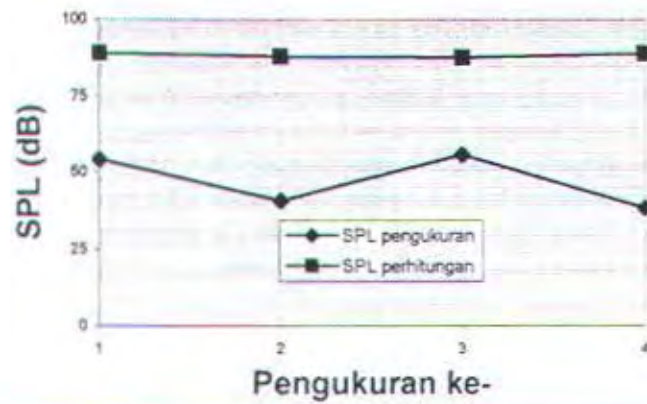 100
75
50
25
0
SPL (dB)
SPL pengukuran
SPL perhitungan
1 2 3 4
Pengukuran ke-